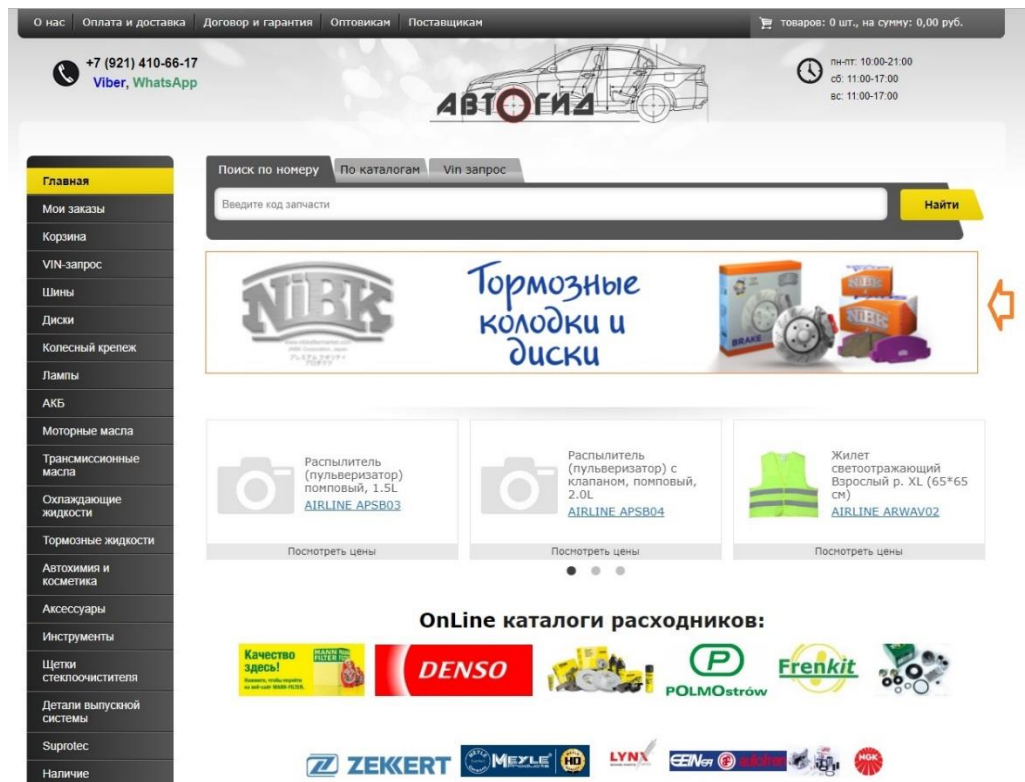 О нас Оплата и доставка Договор и гарантия Оптовикам Поставщикам
товаров: 0 шт., на сумму: 0,00 руб.
+7 (921) 410-66-17
Viber, WhatsApp
АВТОГИД
пн-пт: 10:00-21:00
сб: 11:00-17:00
вс: 11:00-17:00
Главная
Мои заказы
Корзина
VIN-запрос
Шины
Диски
Колесный крепеж
Лампы
АКБ
Моторные масла
Трансмиссионные
масла
Охлаждающие
жидкости
Тормозные жидкости
Автохимия и
косметика
Аксессуары
Инструменты
Щетки
стеклоочистителя
Детали выпускной
системы
Suprotec
Наличие
Поиск по номеру По каталогам Vin запрос
Введите код запчасти
Найти
NiBK
Тормозные
колодки и
диски
BRAKE
NiBK
Распылитель
(пульверизатор)
помповый, 1.5L
AIRLINE APSB03
Посмотреть цены
Распылитель
(пульверизатор) с
клапаном, помповый,
2.0L
AIRLINE APSB04
Посмотреть цены
Жилет
светоотражающий
Взрослый р. XL (65*65
см)
AIRLINE ARWAV02
Посмотреть цены
OnLine каталоги расходников:
Качество
здесь!
MANN
FILTER
DENSO
POLMOstrów
Frenkit
ZEKKERT
MEYLE
HD
LYNX
NGK